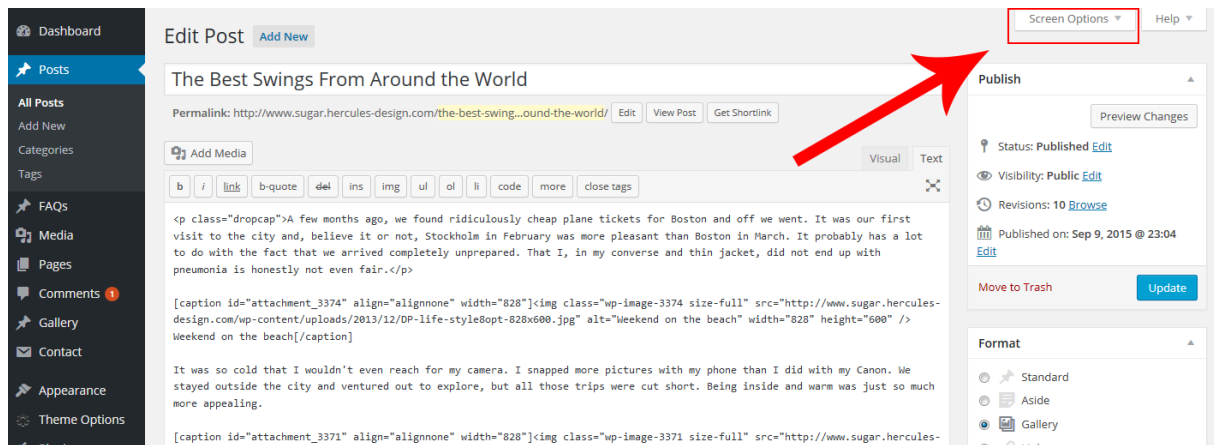 Dashboard
Posts
All Posts
Add New
Categories
Tags
FAQs
Media
Pages
Comments 1
Gallery
Contact
Appearance
Theme Options
Screen Options
Help
Edit Post Add New
The Best Swings From Around the World
Permalink: http://www.sugar.hercules-design.com/the-best-swing...ound-the-world/ Edit View Post Get Shortlink
Add Media
Visual Text
b i link b-quote del ins img ul ol li code more close tags
<p class="dropcap">A few months ago, we found ridiculously cheap plane tickets for Boston and off we went. It was our first
visit to the city and, believe it or not, Stockholm in February was more pleasant than Boston in March. It probably has a lot
to do with the fact that we arrived completely unprepared. That I, in my converse and thin jacket, did not end up with
pneumonia is honestly not even fair.</p>
[caption id="attachment_3374" align="alignnone" width="828"]<img class="wp-image-3374 size-full" src="http://www.sugar.hercules-
design.com/wp-content/uploads/2013/12/DP-life-style8opt-828x600.jpg" alt="Weekend on the beach" width="828" height="600" />
Weekend on the beach[/caption]
It was so cold that I wouldn't even reach for my camera. I snapped more pictures with my phone than I did with my Canon. We
stayed outside the city and ventured out to explore, but all those trips were cut short. Being inside and warm was just so much
more appealing.
[caption id="attachment_3371" align="alignnone" width="828"]<img class="wp-image-3371 size-full" src="http://www.sugar.hercules-
Publish
Preview Changes
Status: Published Edit
Visibility: Public Edit
Revisions: 10 Browse
Published on: Sep 9, 2015 @ 23:04
Edit
Move to Trash Update
Format
Standard
Aside
Gallery